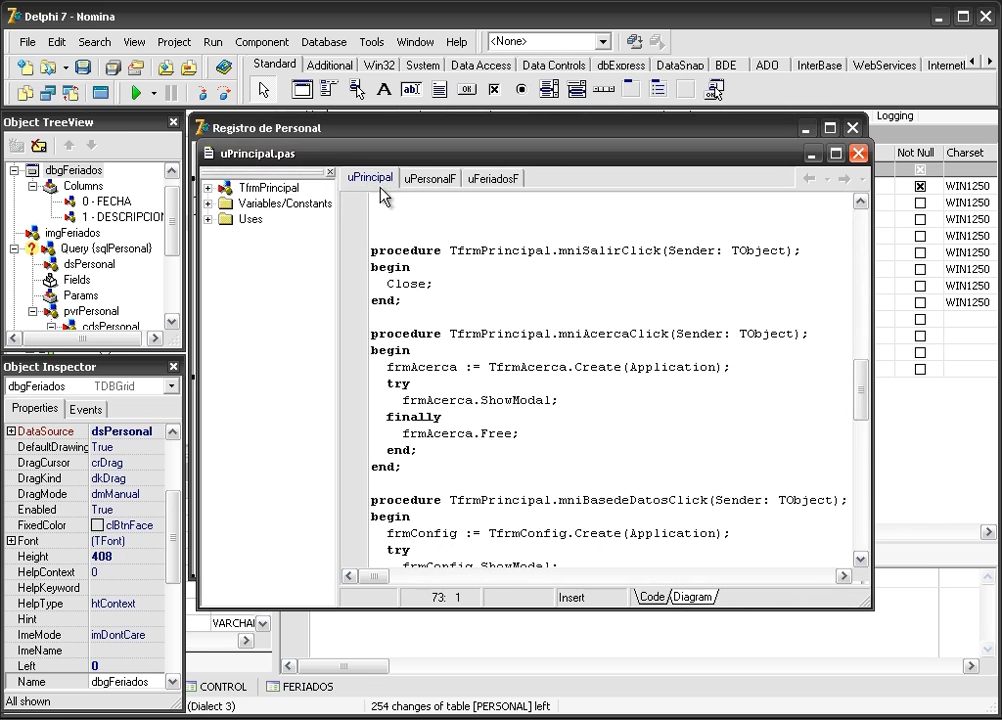 Delphi 7 - Nomina
File Edit Search View Project Run Component Database Tools Window Help <None>
Standard Additional Win32 System Data Access Data Controls dbExpress DataSnap BDE ADO InterBase WebServices
Object TreeView
dbgFeriados
Columns
0 - FECHA
1 - DESCRIPCION
imgFeriados
Query {sqlPersonal}
dsPersonal
Fields
Params
pvrPersonal
cdsPersonal
Object Inspector
dbgFeriados TDBGrid
Properties Events
DataSource dsPersonal
DefaultDrawing True
DragCursor crDrag
DragKind dkDrag
DragMode dmManual
Enabled True
FixedColor clBtnFace
Font (TFont)
Height 408
HelpContext 0
HelpKeyword
HelpType htContext
Hint
ImeMode imDontCare
ImeName
Left 0
Name dbgFeriados
All shown
Registro de Personal
uPrincipal.pas
TfrmPrincipal
Variables/Constants
Uses
uPrincipal uPersonalF uFeriadosF
procedure TfrmPrincipal.mniSalirClick(Sender: TObject);
begin
Close;
end;
procedure TfrmPrincipal.mniAcercaClick(Sender: TObject);
begin
frmAcerca := TfrmAcerca.Create(Application);
try
frmAcerca.ShowModal;
finally
frmAcerca.Free;
end;
end;
procedure TfrmPrincipal.mniBasedeDatosClick(Sender: TObject);
begin
frmConfig := TfrmConfig.Create(Application);
try
frmConfig.ShowModal;
73: 1 Insert Code Diagram
Logging
Not Null Charset
WIN1250
WIN1250
WIN1250
WIN1250
WIN1250
WIN1250
WIN1250
WIN1250
CONTROL FERIADOS
(Dialect 3) 254 changes of table [PERSONAL] left